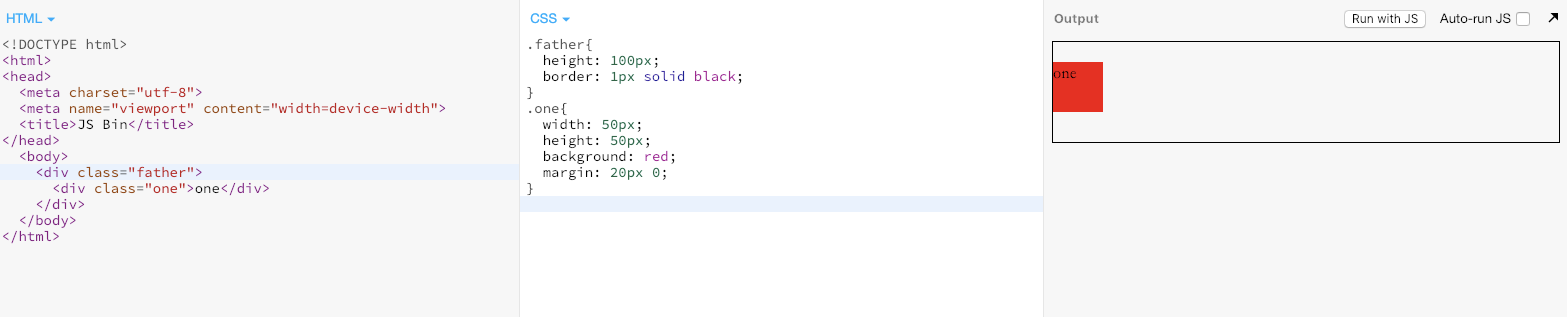 HTML
<!DOCTYPE html>
<html>
<head>
  <meta charset="utf-8">
  <meta name="viewport" content="width=device-width">
  <title>JS Bin</title>
</head>
  <body>
    <div class="father">
      <div class="one">one</div>
    </div>
  </body>
</html>
CSS
.father{
  height: 100px;
  border: 1px solid black;
}
.one{
  width: 50px;
  height: 50px;
  background: red;
  margin: 20px 0;
}
Output Run with JS Auto-run JS
one